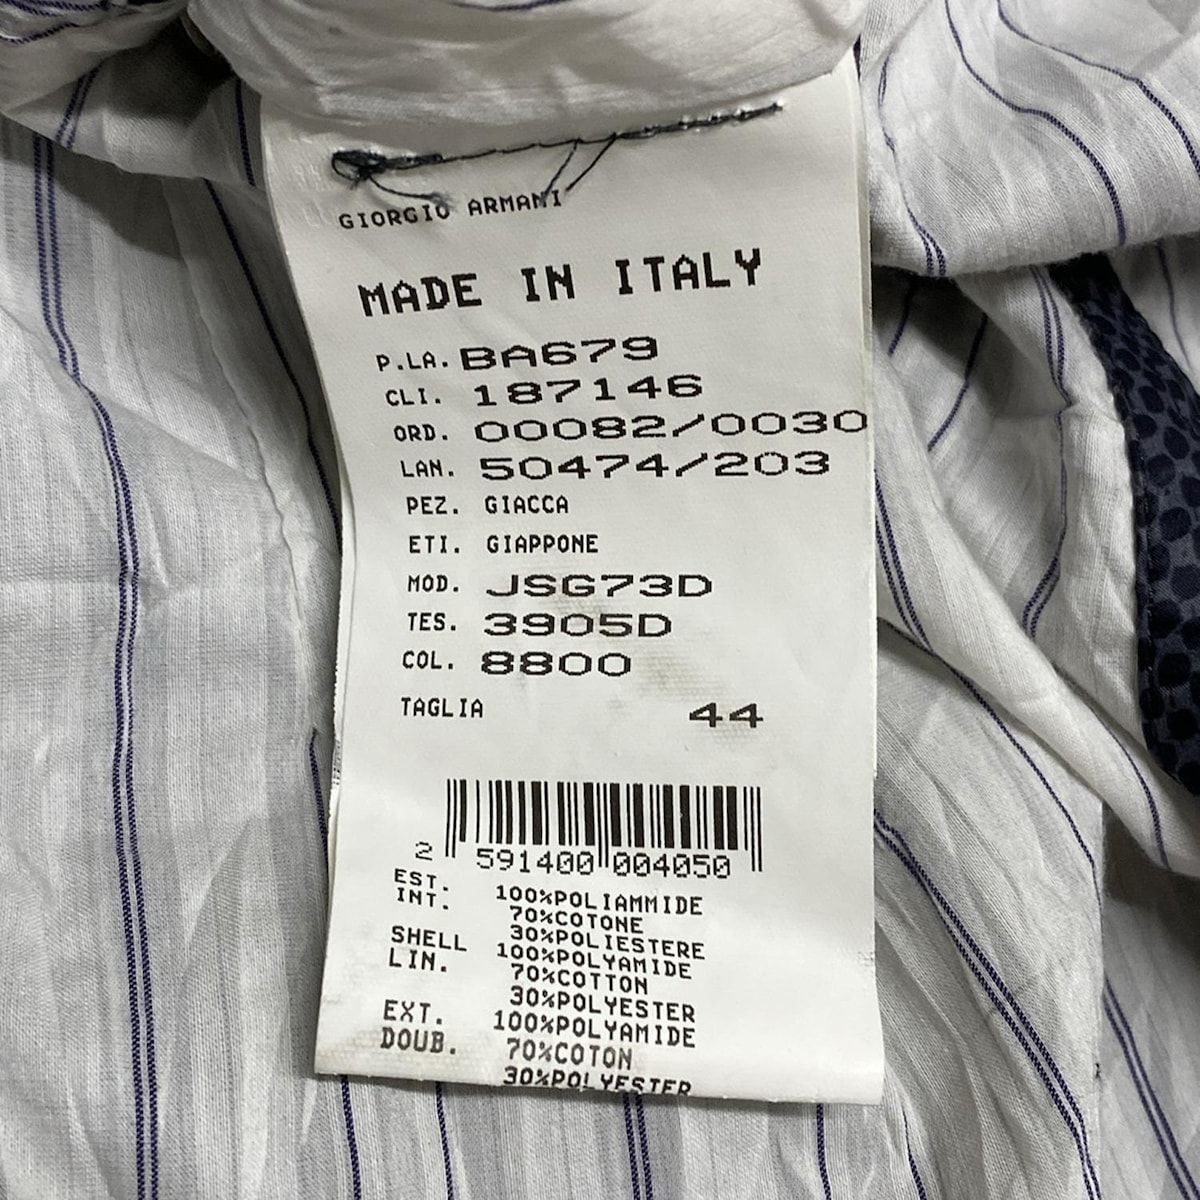 GIORGIO ARMANI
MADE IN ITALY
P.LA. BA679
CLI. 187146
ORD. 00082/0030
LAN. 50474/203
PEZ. GIACCA
ETI. GIAPPONE
MOD. JSG73D
TES. 3905D
COL. 8800
TAGLIA 44
2 591400 004050
EST. 100%POLIAMMIDE
INT. 70%COTONE
30%POLIESTERE
SHELL 100%POLYAMIDE
LIN. 70%COTTON
30%POLYESTER
EXT. 100%POLYAMIDE
DOUB. 70%COTON
30%POLYESTER